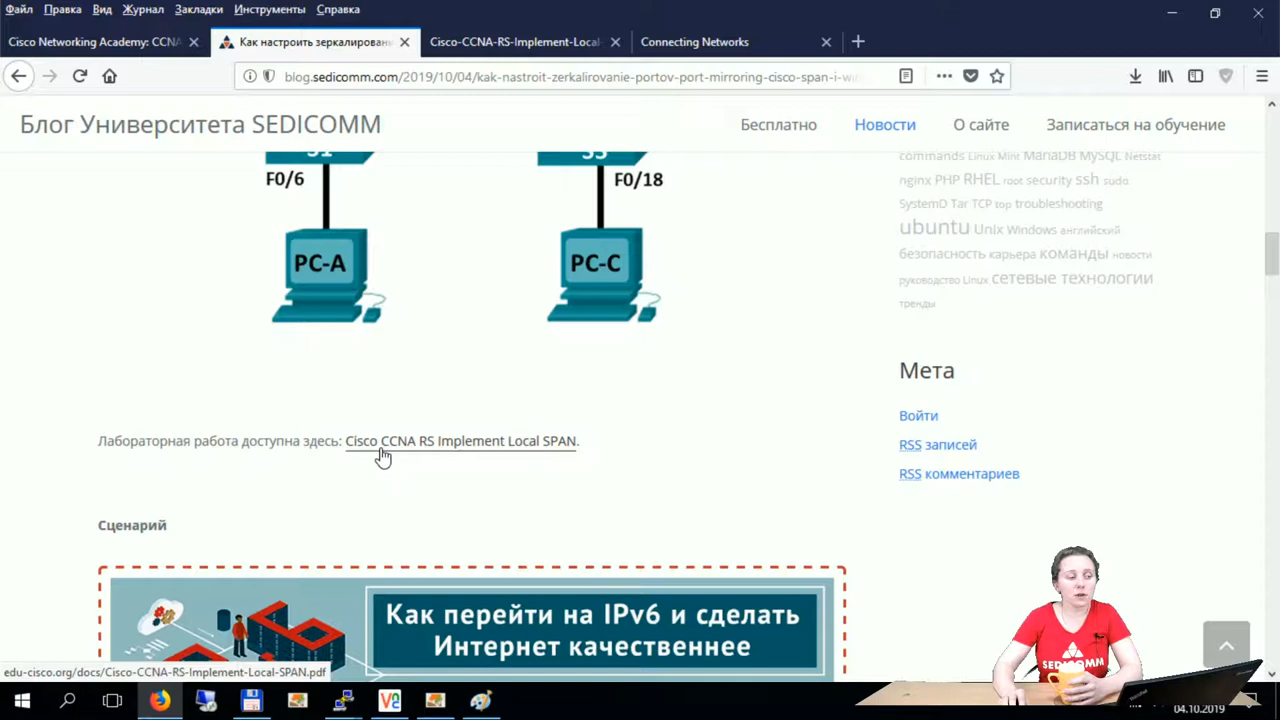 Файл Правка Вид Журнал Закладки Инструменты Справка
Cisco Networking Academy: CCNA
Как настроить зеркалирован
Cisco-CCNA-RS-Implement-Local-
Connecting Networks
blog.sedicomm.com/2019/10/04/kak-nastroit-zerkalirovanie-portov-port-mirroring-cisco-span-i-wi
Блог Университета SEDICOMM
Бесплатно Новости О сайте Записаться на обучение
S1
S3
F0/6
F0/18
PC-A
PC-C
commands Linux Mint MariaDB MySQL Netstat
nginx PHP RHEL root security ssh sudo
SystemD Tar TCP top troubleshooting
ubuntu Unix Windows английский
безопасность карьера команды новости
руководство Linux сетевые технологии
тренды
Мета
Войти
RSS записей
RSS комментариев
Лабораторная работа доступна здесь: Cisco CCNA RS Implement Local SPAN.
Сценарий
Как перейти на IPv6 и сделать
Интернет качественнее
edu-cisco.org/docs/Cisco-CCNA-RS-Implement-Local-SPAN.pdf
SEDICOMM
04.10.2019